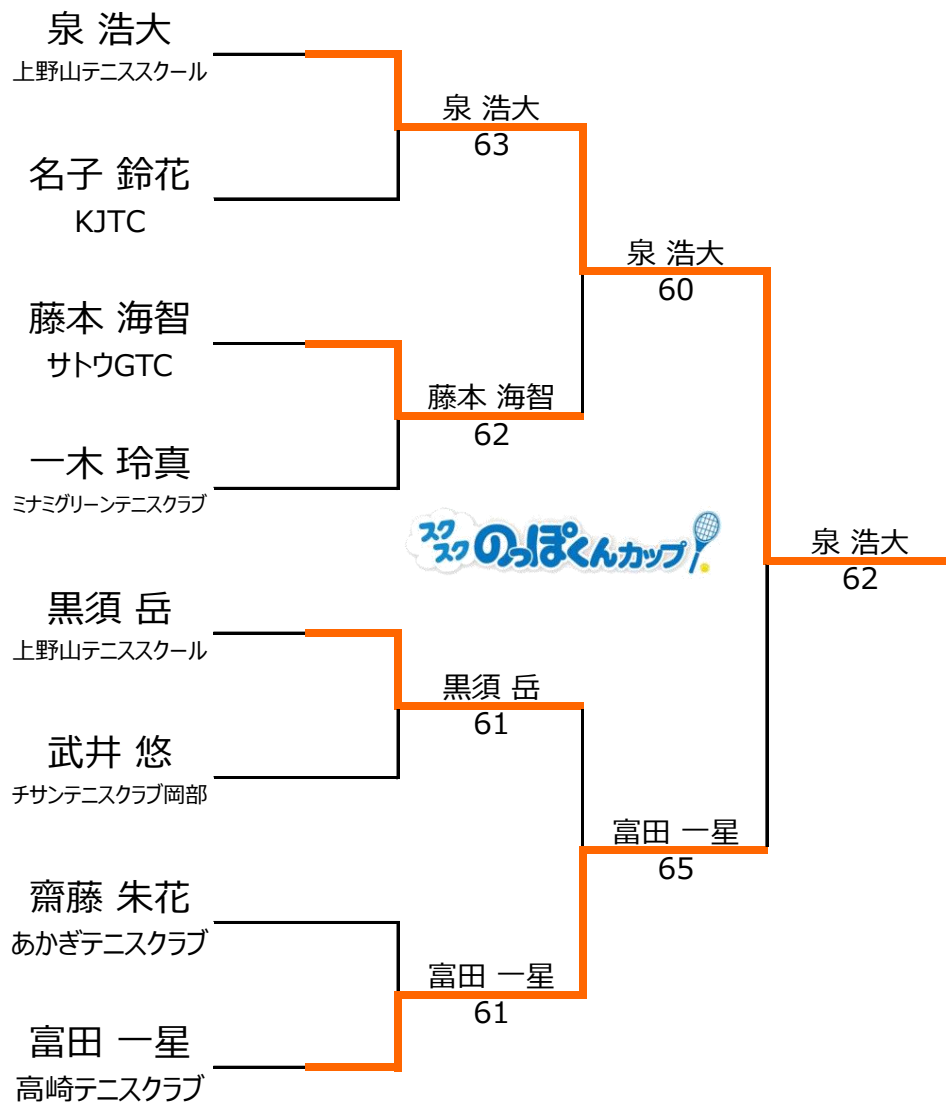 泉 浩大
上野山テニススクール
泉 浩大
63
名子 鈴花
KJTC
泉 浩大
60
藤本 海智
サトウGTC
藤本 海智
62
一木 玲真
ミナミグリーンテニスクラブ
スク
スク
のっぽくんカップ
泉 浩大
62
黒須 岳
上野山テニススクール
黒須 岳
61
武井 悠
チサンテニスクラブ岡部
富田 一星
65
齋藤 朱花
あかぎテニスクラブ
富田 一星
61
富田 一星
高崎テニスクラブ